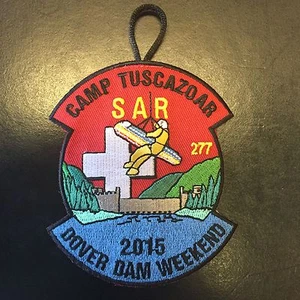 CAMP TUSCAZOAR
SAR
277
2015
DOVER DAM WEEKEND